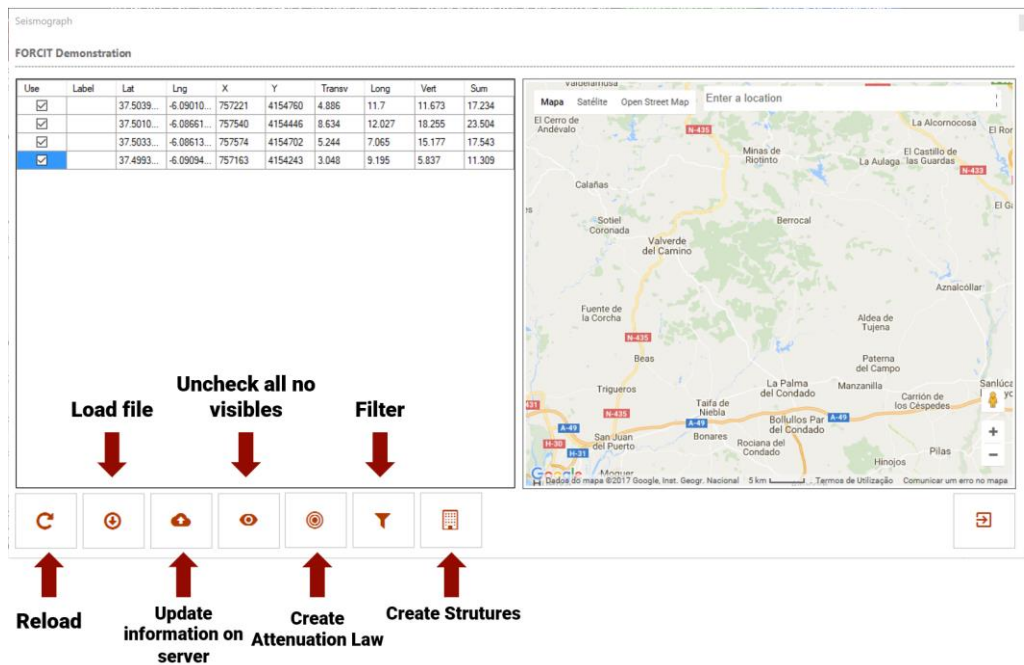 Seismograph
FORCIT Demonstration
Use Label Lat Lng X Y Transv Long Vert Sum
37.5039... -6.09010... 757221 4154760 4.886 11.7 11.673 17.234
37.5010... -6.08661... 757540 4154446 8.634 12.027 18.255 23.504
37.5033... -6.08613... 757574 4154702 5.244 7.065 15.177 17.543
37.4993... -6.09094... 757163 4154243 3.048 9.195 5.837 11.309
Mapa Satélite Open Street Map Enter a location
El Cerro de
Andévalo
N-435
La Alcornocosa
Minas de
Riotinto
El Castillo de
las Guardas
La Aulaga
N-433
Calañas
Sotiel
Coronada
Berrocal
Valverde
del Camino
Aznalcóllar
Fuente de
la Corcha
Aldea de
Tujena
N-435
Beas
Paterna
del Campo
Trigueros
La Palma
del Condado
Manzanilla
Carrión de
los Céspedes
Taifa de
Niebla
431
N-435
A-49
A-49
Bollullos Par
del Condado
San Juan
del Puerto
H-30
H-31
Bonares
Rociana del
Condado
Pilas
Hinojos
Moguer
Google
Dados do mapa ©2017 Google, Inst. Geogr. Nacional 5 km Termos de Utilização Comunicar um erro no mapa
Load file
Uncheck all no
visibles
Filter
Reload
Update
information on
server
Create
Attenuation Law
Create Strutures